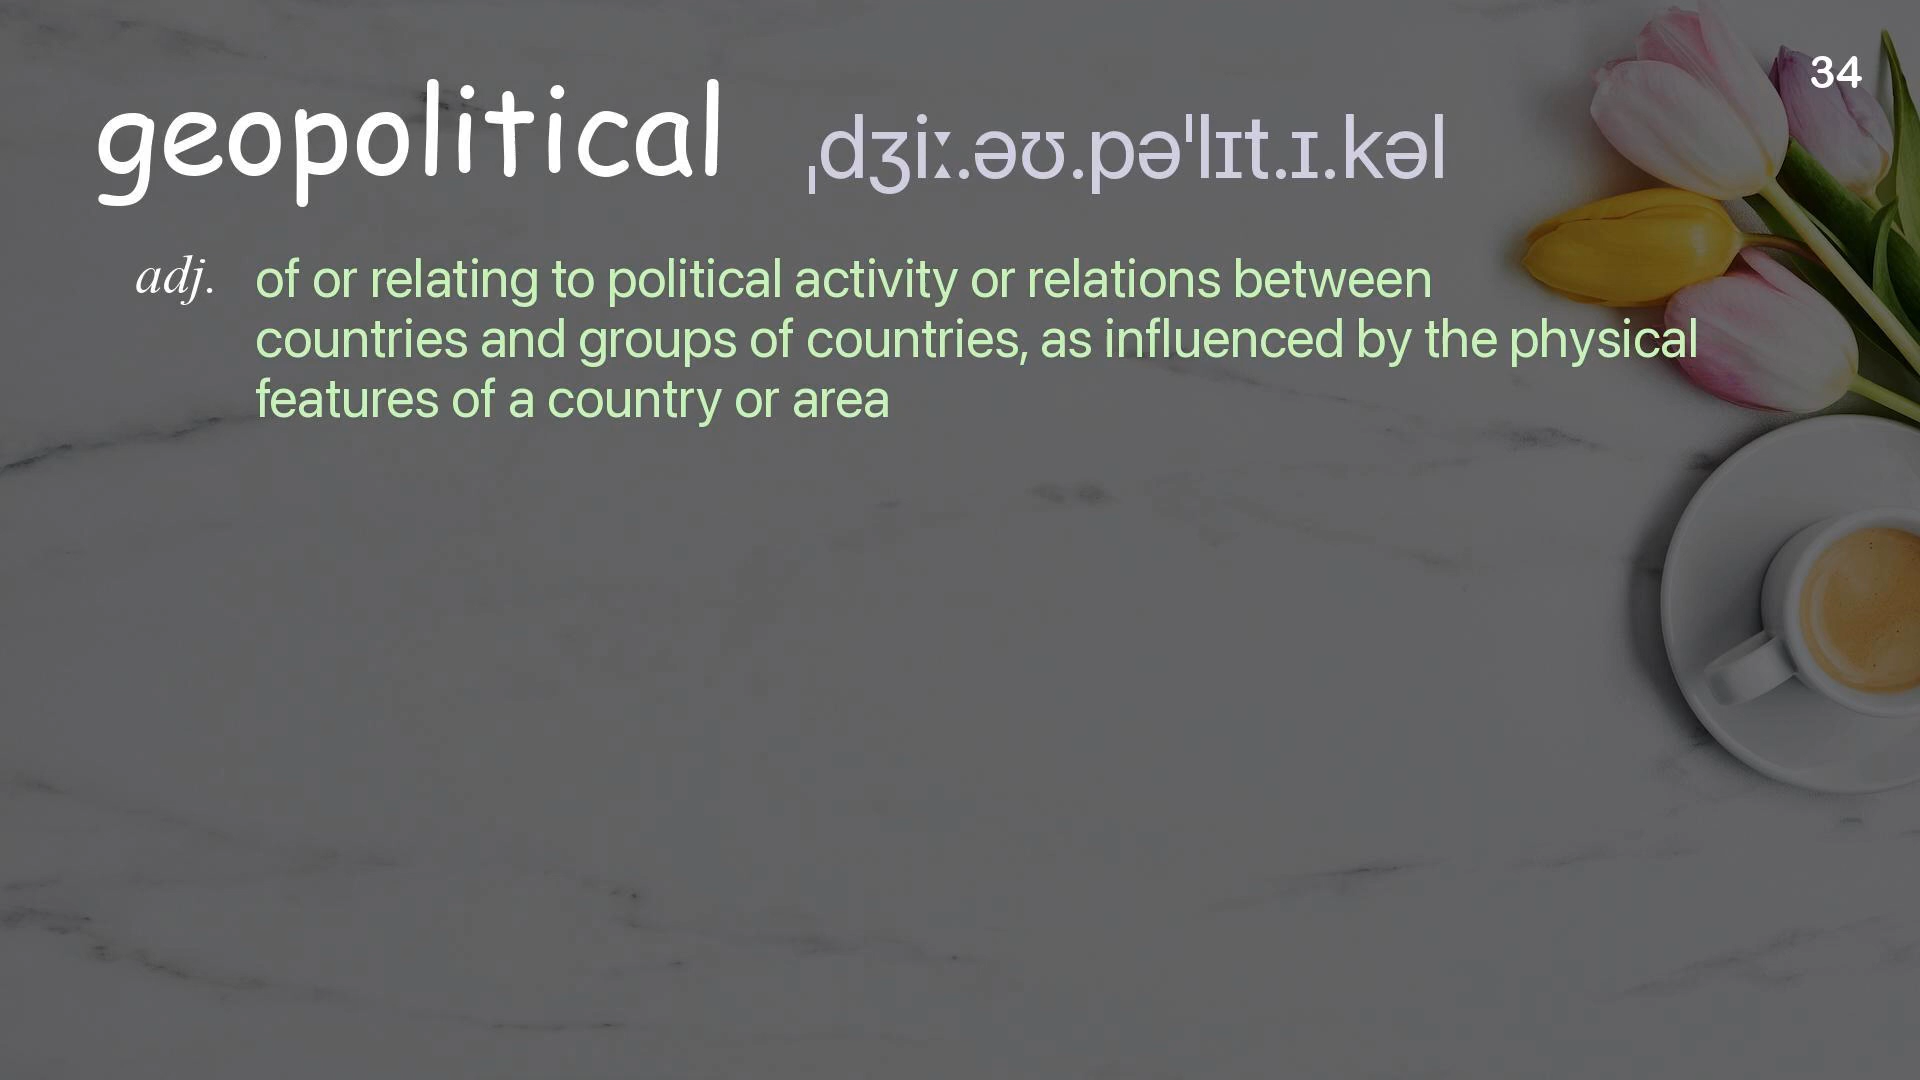 34
geopolitical ˌdʒiː.əʊ.pəˈlɪt.ɪ.kəl
adj. of or relating to political activity or relations between
countries and groups of countries, as influenced by the physical
features of a country or area